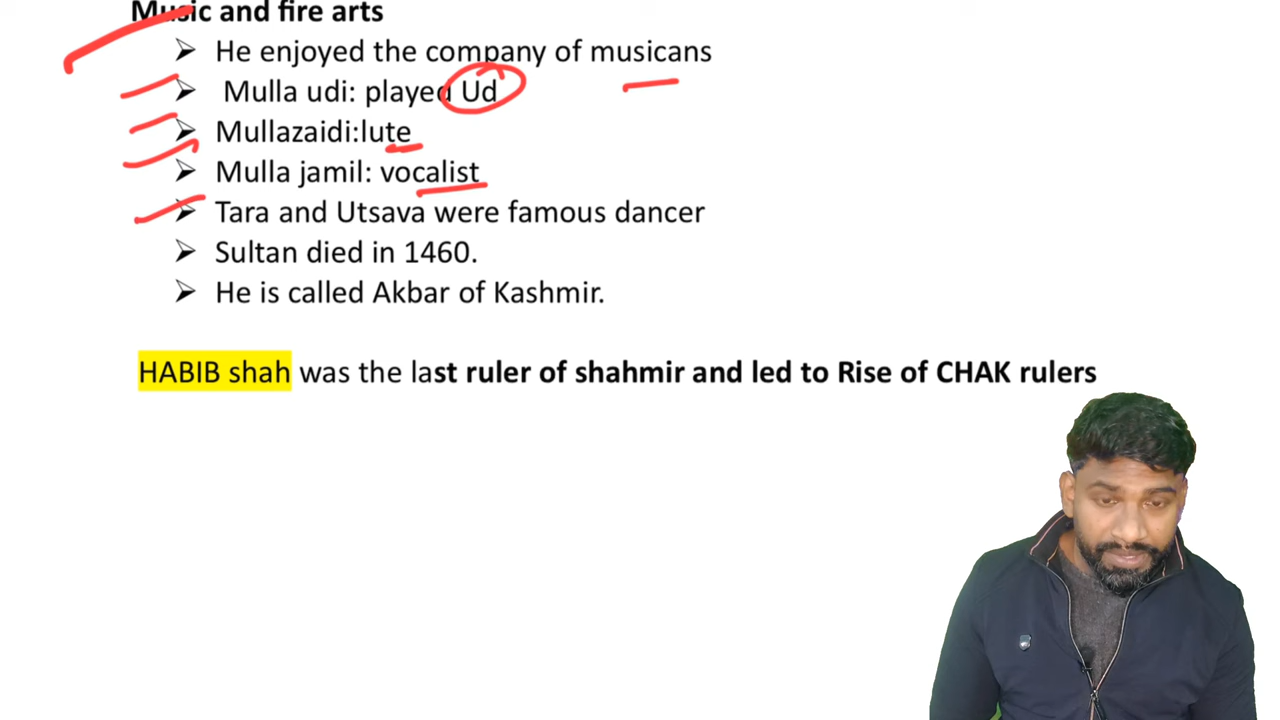 Music and fire arts
➢ He enjoyed the company of musicans
➢ Mulla udi: played Ud
➢ Mullazaidi:lute
➢ Mulla jamil: vocalist
➢ Tara and Utsava were famous dancer
➢ Sultan died in 1460.
➢ He is called Akbar of Kashmir.
HABIB shah was the last ruler of shahmir and led to Rise of CHAK rulers